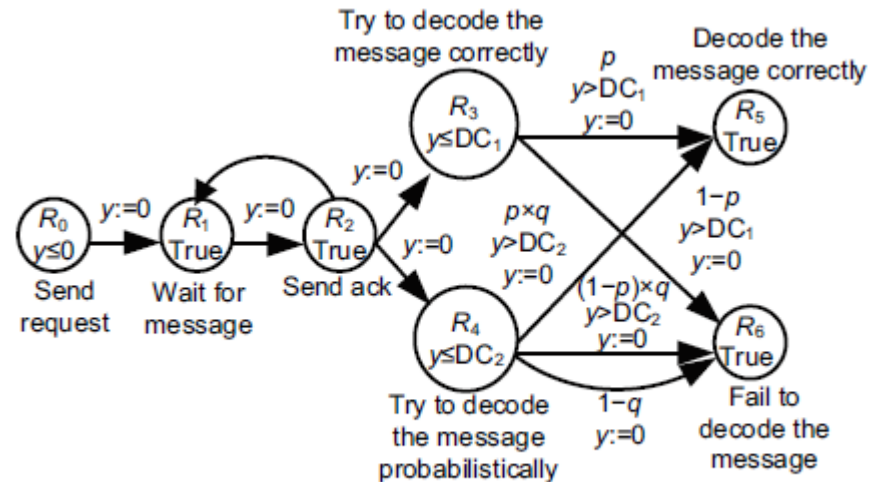 Try to decode
the message correctly
Decode the
message correctly
p
y>DC₁
y:=0
R₃
y≤DC₁
R₅
True
y:=0
y:=0
y:=0
1−p
y>DC₁
y:=0
R₀
y≤0
R₁
True
R₂
True
p×q
y>DC₂
y:=0
y:=0
Send
request
Wait for
message
Send ack
(1−p)×q
y>DC₂
y:=0
R₄
y≤DC₂
R₆
True
1−q
y:=0
Try to decode
the message
probabilistically
Fail to
decode the
message